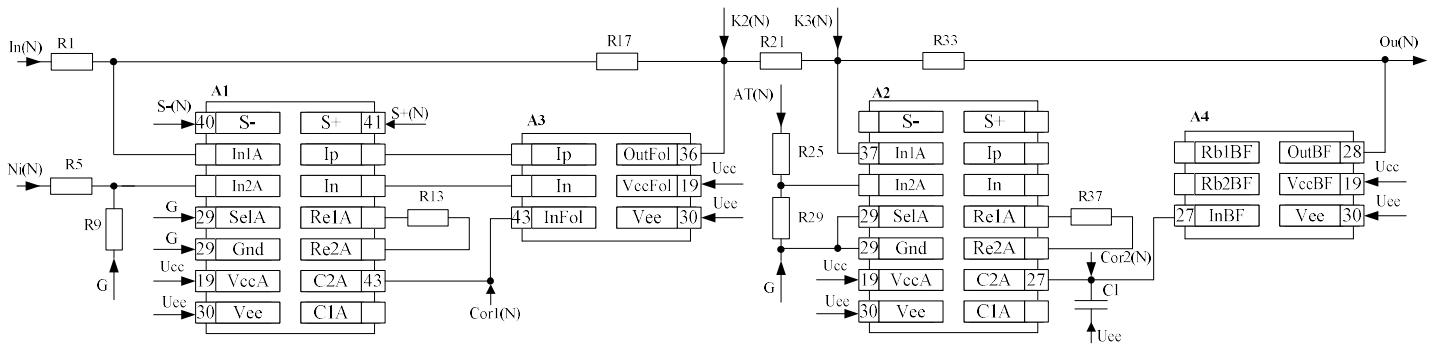 In(N) R1 R17 K2(N) R21 K3(N) R33 Ou(N)
A1
S-(N) 40 S- S+ 41 S+(N)
In1A Ip
Ni(N) R5 In2A In
R9 G 29 SelA Re1A R13
G 29 Gnd Re2A
G Ucc 19 VccA C2A 43
Uee 30 Vee C1A
Cor1(N)
A3
Ip OutFol 36
In VccFol 19 Ucc
43 InFol Vee 30 Uee
AT(N) A2
S- S+
R25 37 In1A Ip
In2A In
R29 29 SelA Re1A R37
29 Gnd Re2A
G Ucc 19 VccA C2A 27 Cor2(N)
Uee 30 Vee C1A C1
Uee
A4
Rb1BF OutBF 28
Rb2BF VccBF 19 Ucc
27 InBF Vee 30 Uee